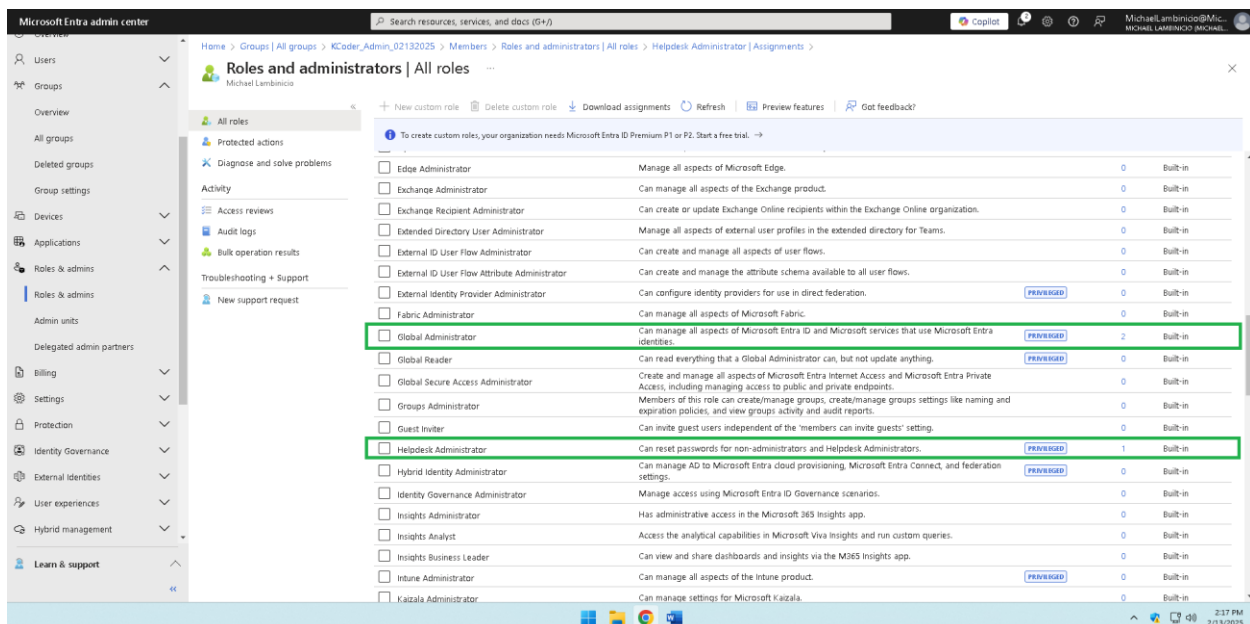 Microsoft Entra admin center
Search resources, services, and docs (G+/)
Copilot
MichaelLambinicio@Mic...
MICHAEL LAMBINICIO (MICHAEL...
Overview
Users
Groups
Overview
All groups
Deleted groups
Group settings
Devices
Applications
Roles & admins
Roles & admins
Admin units
Delegated admin partners
Billing
Settings
Protection
Identity Governance
External Identities
User experiences
Hybrid management
Learn & support
Home > Groups | All groups > KCoder_Admin_02132025 > Members > Roles and administrators | All roles > Helpdesk Administrator | Assignments >
Roles and administrators | All roles ...
Michael Lambinicio
All roles
Protected actions
Diagnose and solve problems
Activity
Access reviews
Audit logs
Bulk operation results
Troubleshooting + Support
New support request
New custom role Delete custom role Download assignments Refresh Preview features Got feedback?
To create custom roles, your organization needs Microsoft Entra ID Premium P1 or P2. Start a free trial. →
Edge Administrator Manage all aspects of Microsoft Edge. 0 Built-in
Exchange Administrator Can manage all aspects of the Exchange product. 0 Built-in
Exchange Recipient Administrator Can create or update Exchange Online recipients within the Exchange Online organization. 0 Built-in
Extended Directory User Administrator Manage all aspects of external user profiles in the extended directory for Teams. 0 Built-in
External ID User Flow Administrator Can create and manage all aspects of user flows. 0 Built-in
External ID User Flow Attribute Administrator Can create and manage the attribute schema available to all user flows. 0 Built-in
External Identity Provider Administrator Can configure identity providers for use in direct federation. PRIVILEGED 0 Built-in
Fabric Administrator Can manage all aspects of Microsoft Fabric. 0 Built-in
Global Administrator Can manage all aspects of Microsoft Entra ID and Microsoft services that use Microsoft Entra
identities. PRIVILEGED 2 Built-in
Global Reader Can read everything that a Global Administrator can, but not update anything. PRIVILEGED 0 Built-in
Global Secure Access Administrator Create and manage all aspects of Microsoft Entra Internet Access and Microsoft Entra Private
Access, including managing access to public and private endpoints. 0 Built-in
Groups Administrator Members of this role can create/manage groups, create/manage groups settings like naming and
expiration policies, and view groups activity and audit reports. 0 Built-in
Guest Inviter Can invite guest users independent of the 'members can invite guests' setting. 0 Built-in
Helpdesk Administrator Can reset passwords for non-administrators and Helpdesk Administrators. PRIVILEGED 1 Built-in
Hybrid Identity Administrator Can manage AD to Microsoft Entra cloud provisioning, Microsoft Entra Connect, and federation
settings. PRIVILEGED 0 Built-in
Identity Governance Administrator Manage access using Microsoft Entra ID Governance scenarios. 0 Built-in
Insights Administrator Has administrative access in the Microsoft 365 Insights app. 0 Built-in
Insights Analyst Access the analytical capabilities in Microsoft Viva Insights and run custom queries. 0 Built-in
Insights Business Leader Can view and share dashboards and insights via the M365 Insights app. 0 Built-in
Intune Administrator Can manage all aspects of the Intune product. PRIVILEGED 0 Built-in
Kaizala Administrator Can manage settings for Microsoft Kaizala. 0 Built-in
2:17 PM
2/13/2025